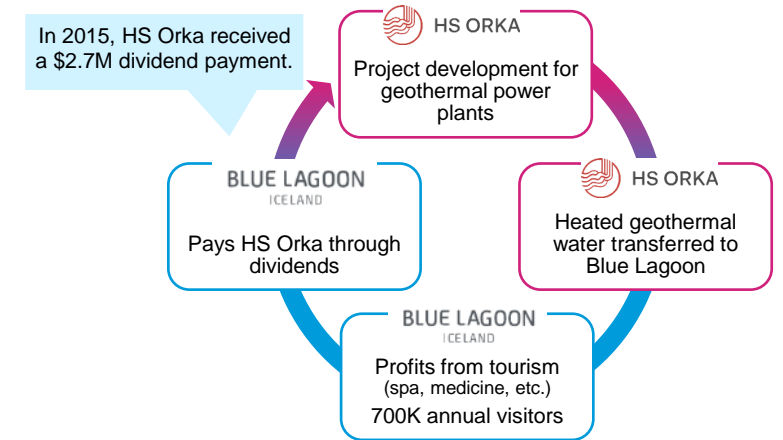 In 2015, HS Orka received
a $2.7M dividend payment.
HS ORKA
Project development for
geothermal power
plants
HS ORKA
Heated geothermal
water transferred to
Blue Lagoon
BLUE LAGOON
ICELAND
Profits from tourism
(spa, medicine, etc.)
700K annual visitors
BLUE LAGOON
ICELAND
Pays HS Orka through
dividends